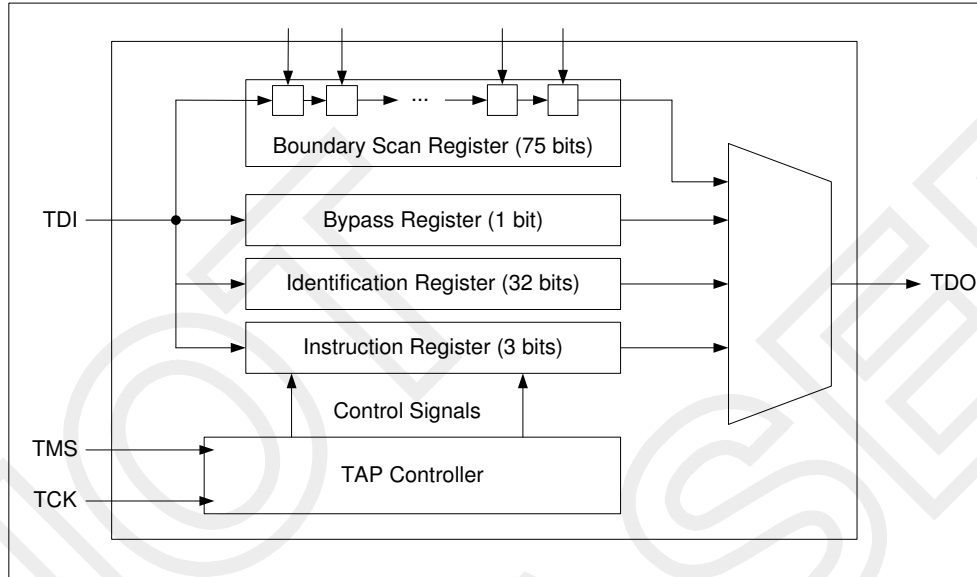 ...
Boundary Scan Register (75 bits)
TDI
Bypass Register (1 bit)
Identification Register (32 bits)
TDO
Instruction Register (3 bits)
Control Signals
TMS
TAP Controller
TCK